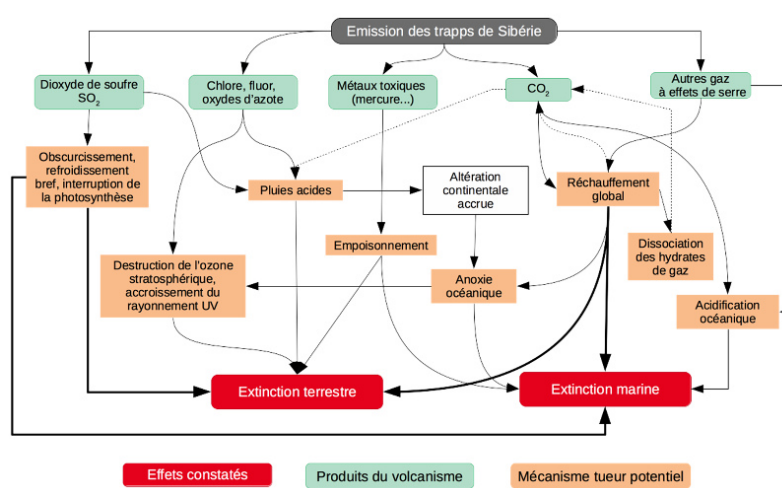 Emission des trapps de Sibérie
Dioxyde de soufre
SO2
Chlore, fluor,
oxydes d'azote
Métaux toxiques
(mercure...)
CO2
Autres gaz
à effets de serre
Obscurcissement,
refroidissement
bref, interruption de
la photosynthèse
Pluies acides
Altération
continentale
accrue
Réchauffement
global
Empoisonnement
Dissociation
des hydrates
de gaz
Destruction de l'ozone
stratosphérique,
accroissement du
rayonnement UV
Anoxie
océanique
Acidification
océanique
Extinction terrestre
Extinction marine
Effets constatés
Produits du volcanisme
Mécanisme tueur potentiel